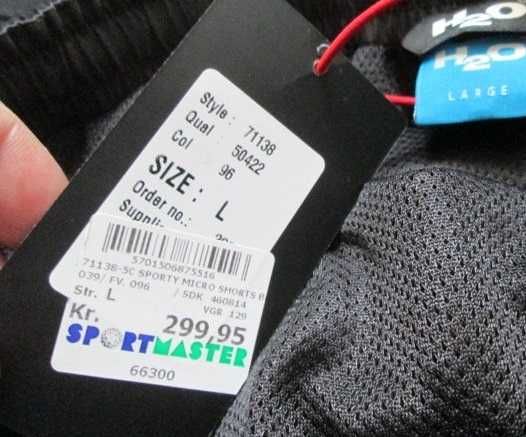 H2O
H2O
LARGE
Style: 71138
Qual: 50422
Col 96
SIZE: L
Order no.:
5701506875516
71138-5C SPORTY MICRO SHORTS B
039/ FV. 096 / SDK 460814
Str. L VGR 129
Kr. 299,95
SPORTMASTER
66300